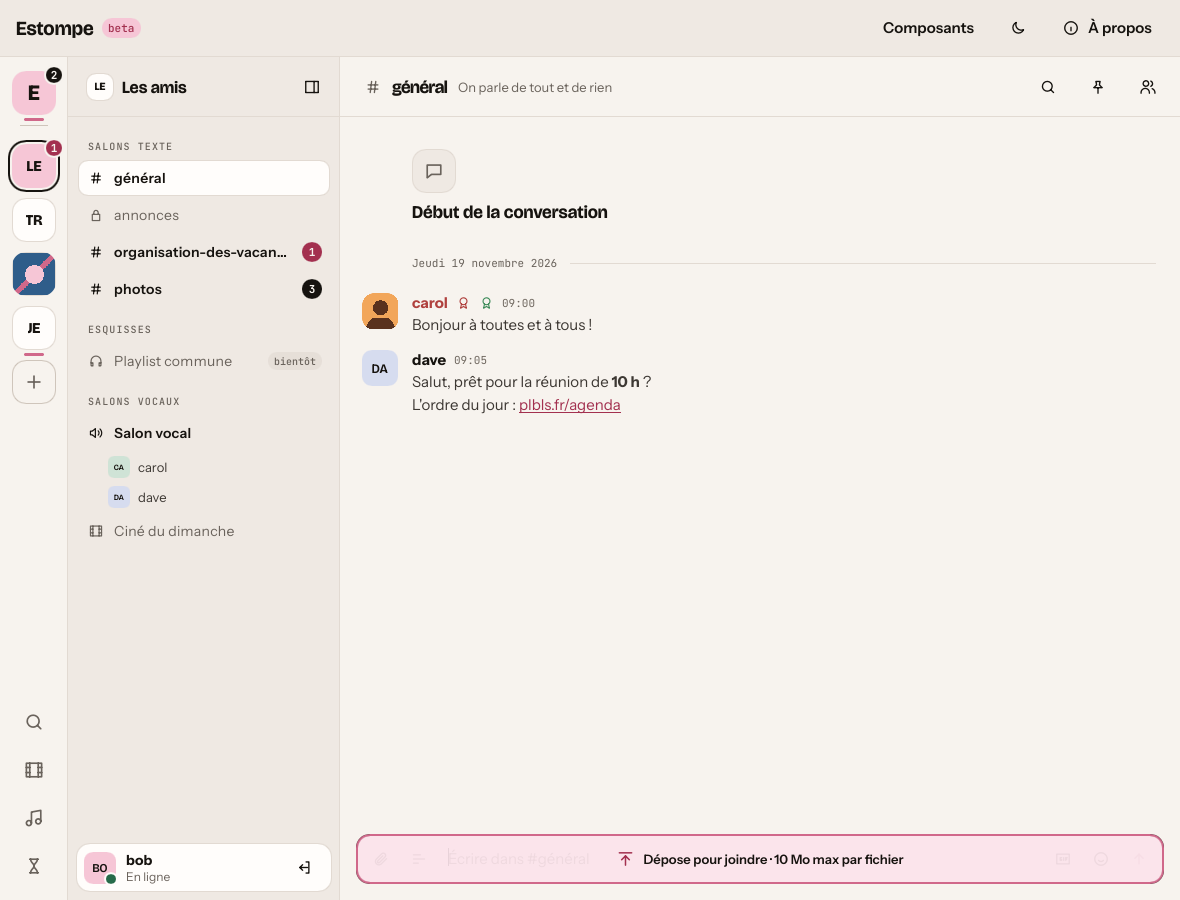 Estompe beta
Composants
À propos
E 2
LE 1
TR
JE
LE Les amis
SALONS TEXTE
général
annonces
organisation-des-vacan… 1
photos 3
ESQUISSES
Playlist commune bientôt
SALONS VOCAUX
Salon vocal
CA carol
DA dave
Ciné du dimanche
BO bob
En ligne
# général On parle de tout et de rien
Début de la conversation
Jeudi 19 novembre 2026
carol 09:00
Bonjour à toutes et à tous !
DA dave 09:05
Salut, prêt pour la réunion de 10 h ?
L'ordre du jour : plbls.fr/agenda
Écrire dans #général
Dépose pour joindre · 10 Mo max par fichier